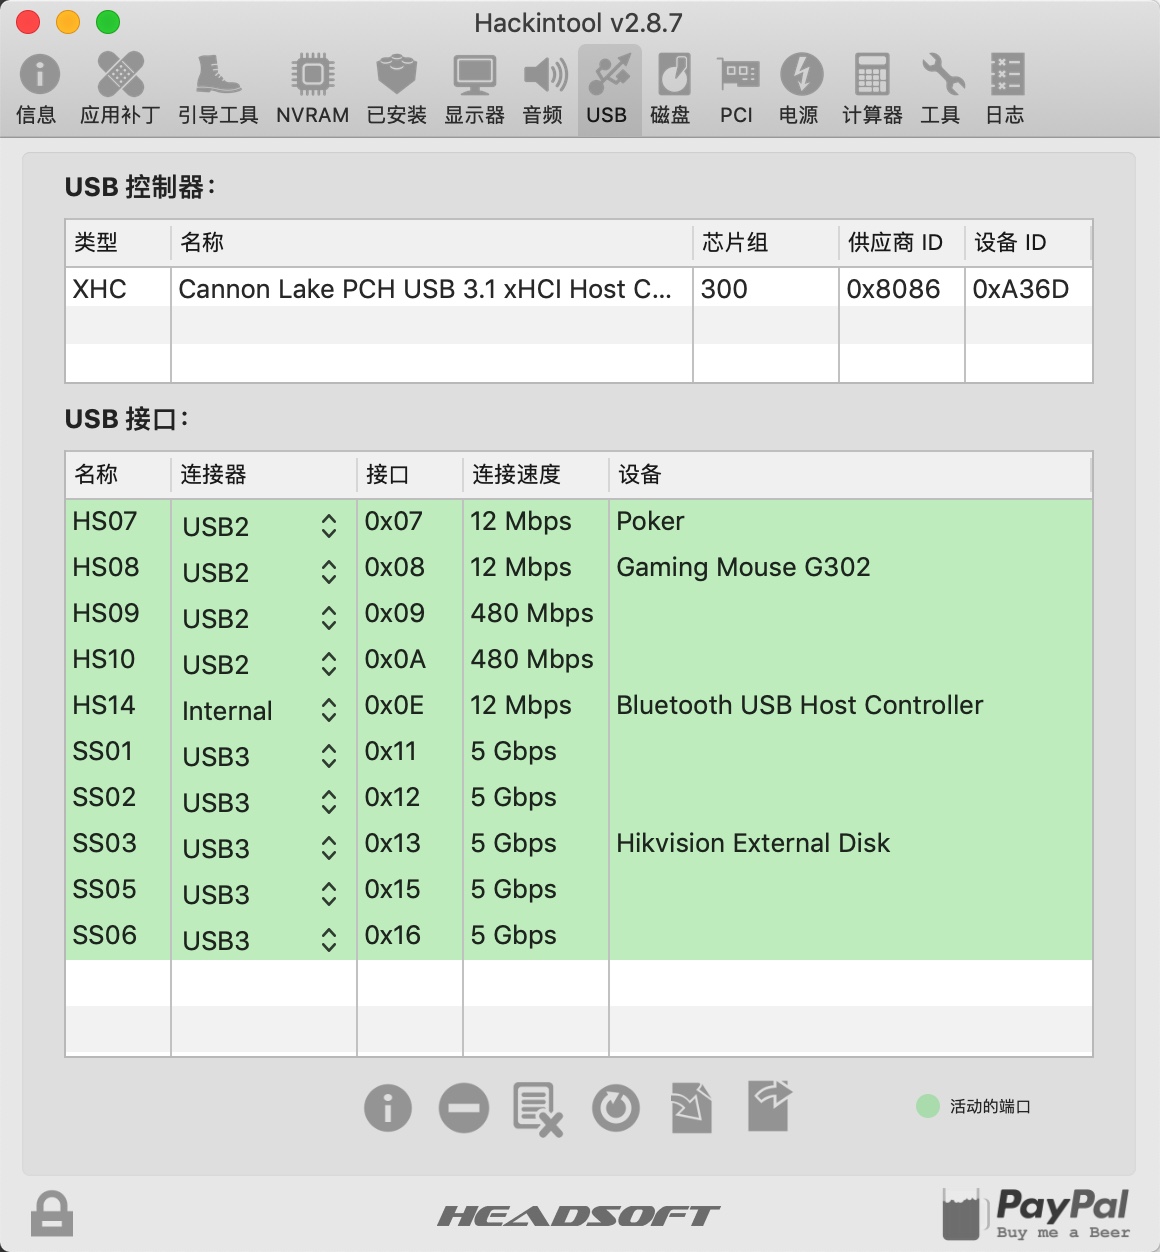 Hackintool v2.8.7
信息 应用补丁 引导工具 NVRAM 已安装 显示器 音频 USB 磁盘 PCI 电源 计算器 工具 日志
USB 控制器：
类型 名称 芯片组 供应商 ID 设备 ID
XHC Cannon Lake PCH USB 3.1 xHCI Host C... 300 0x8086 0xA36D
USB 接口：
名称 连接器 接口 连接速度 设备
HS07 USB2 0x07 12 Mbps Poker
HS08 USB2 0x08 12 Mbps Gaming Mouse G302
HS09 USB2 0x09 480 Mbps
HS10 USB2 0x0A 480 Mbps
HS14 Internal 0x0E 12 Mbps Bluetooth USB Host Controller
SS01 USB3 0x11 5 Gbps
SS02 USB3 0x12 5 Gbps
SS03 USB3 0x13 5 Gbps Hikvision External Disk
SS05 USB3 0x15 5 Gbps
SS06 USB3 0x16 5 Gbps
活动的端口
HEADSOFT
PayPal
Buy me a Beer